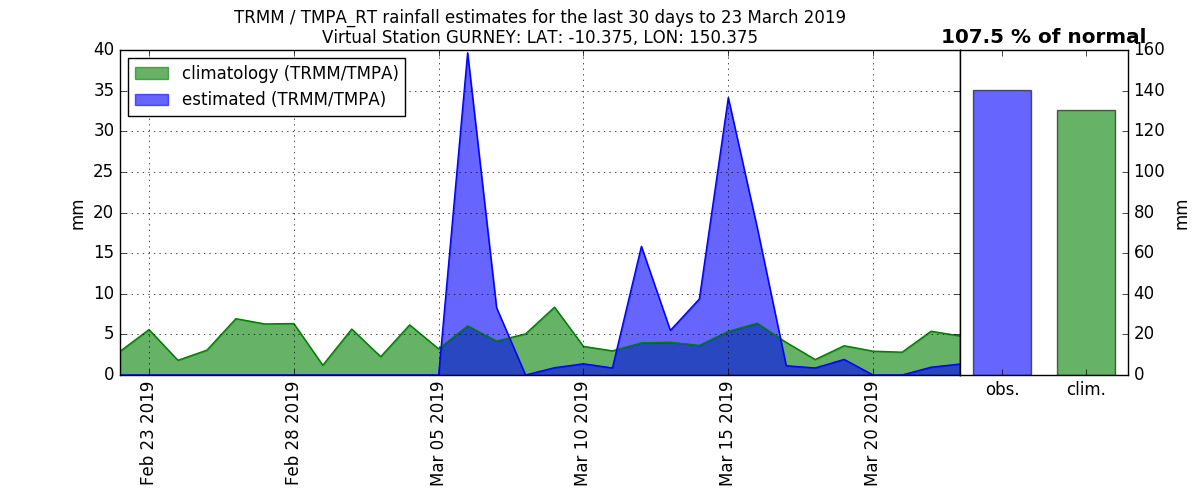 TRMM / TMPA_RT rainfall estimates for the last 30 days to 23 March 2019
Virtual Station GURNEY: LAT: -10.375, LON: 150.375
107.5 % of normal
climatology (TRMM/TMPA)
estimated (TRMM/TMPA)
40
35
30
25
20
15
10
5
0
mm
160
140
120
100
80
60
40
20
0
mm
obs.
clim.
Feb 23 2019
Feb 28 2019
Mar 05 2019
Mar 10 2019
Mar 15 2019
Mar 20 2019